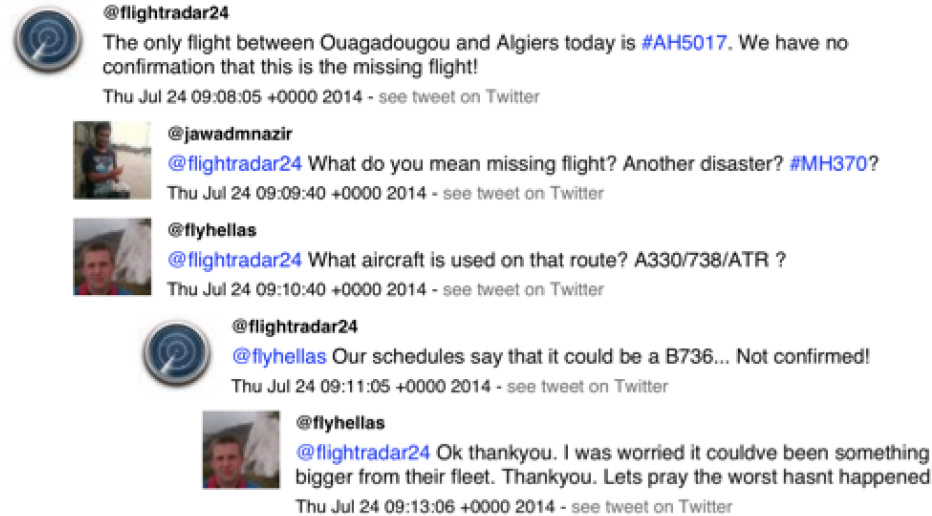 @flightradar24
The only flight between Ouagadougou and Algiers today is #AH5017. We have no
confirmation that this is the missing flight!
Thu Jul 24 09:08:05 +0000 2014 - see tweet on Twitter
@jawadmnazir
@flightradar24 What do you mean missing flight? Another disaster? #MH370?
Thu Jul 24 09:09:40 +0000 2014 - see tweet on Twitter
@flyhellas
@flightradar24 What aircraft is used on that route? A330/738/ATR ?
Thu Jul 24 09:10:40 +0000 2014 - see tweet on Twitter
@flightradar24
@flyhellas Our schedules say that it could be a B736... Not confirmed!
Thu Jul 24 09:11:05 +0000 2014 - see tweet on Twitter
@flyhellas
@flightradar24 Ok thankyou. I was worried it couldve been something
bigger from their fleet. Thankyou. Lets pray the worst hasnt happened
Thu Jul 24 09:13:06 +0000 2014 - see tweet on Twitter